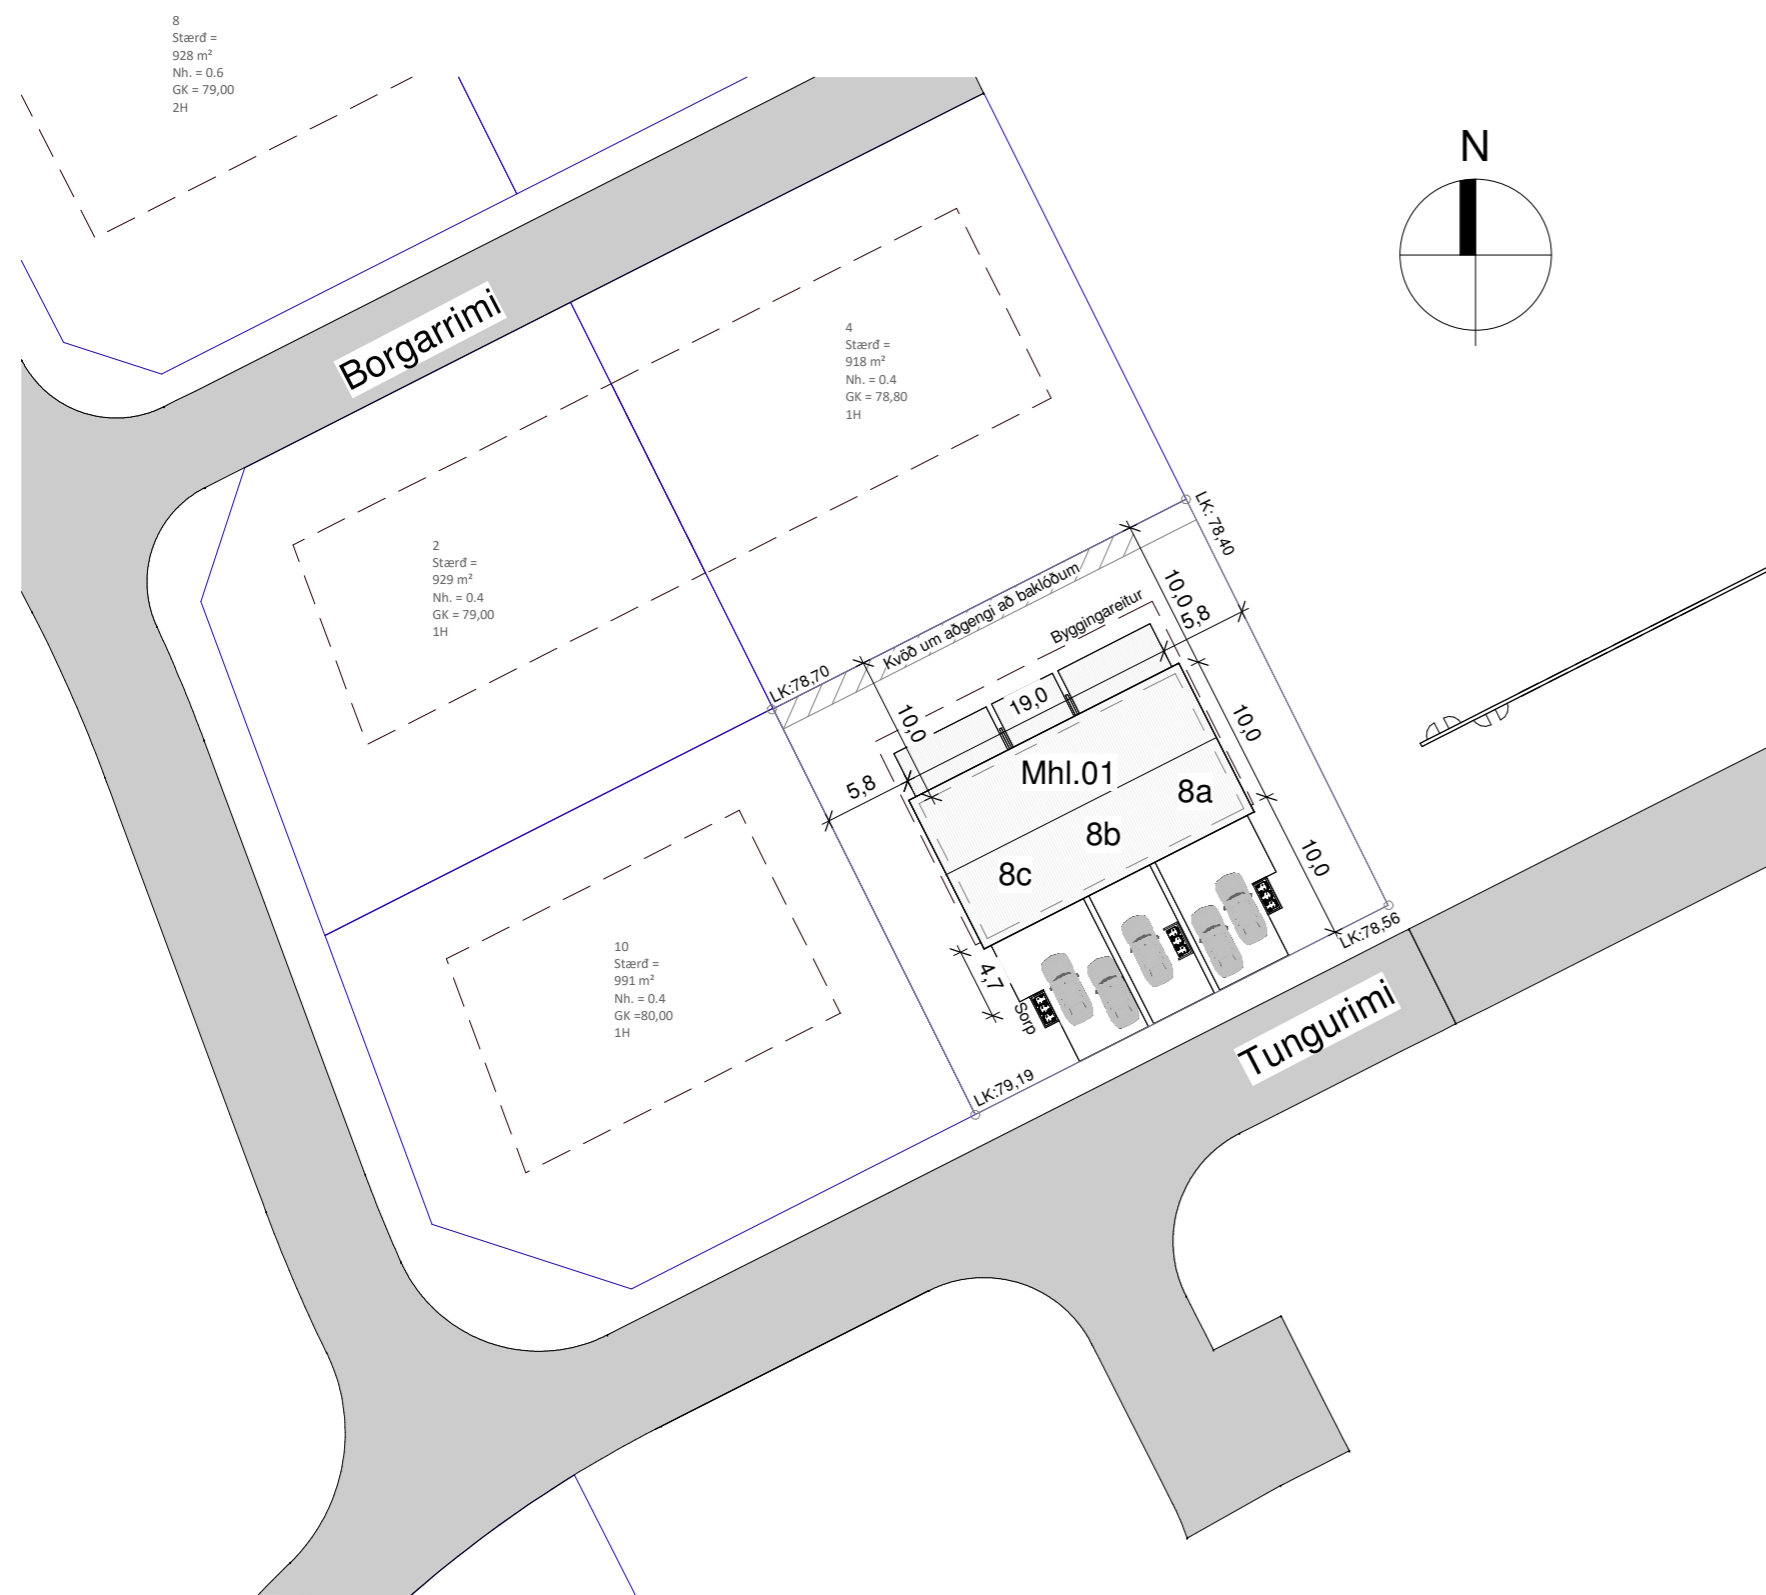 8
Stærð =
928 m²
Nh. = 0.6
GK = 79,00
2H
N
Borgarrimi
4
Stærð =
918 m²
Nh. = 0.4
GK = 78,80
1H
2
Stærð =
929 m²
Nh. = 0.4
GK = 79,00
1H
LK: 78,40
Kvöð um aðgengi að baklóðum
10,0
5,8
Byggingareitur
LK:78,70
10,0
19,0
10,0
5,8
Mhl.01
8a
8b
8c
10,0
10
Stærð =
991 m²
Nh. = 0.4
GK =80,00
1H
4,7
Sorp
LK:78,56
Tungurimi
LK:79,19